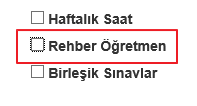 Haftalık Saat
Rehber Öğretmen
Birleşik Sınavlar